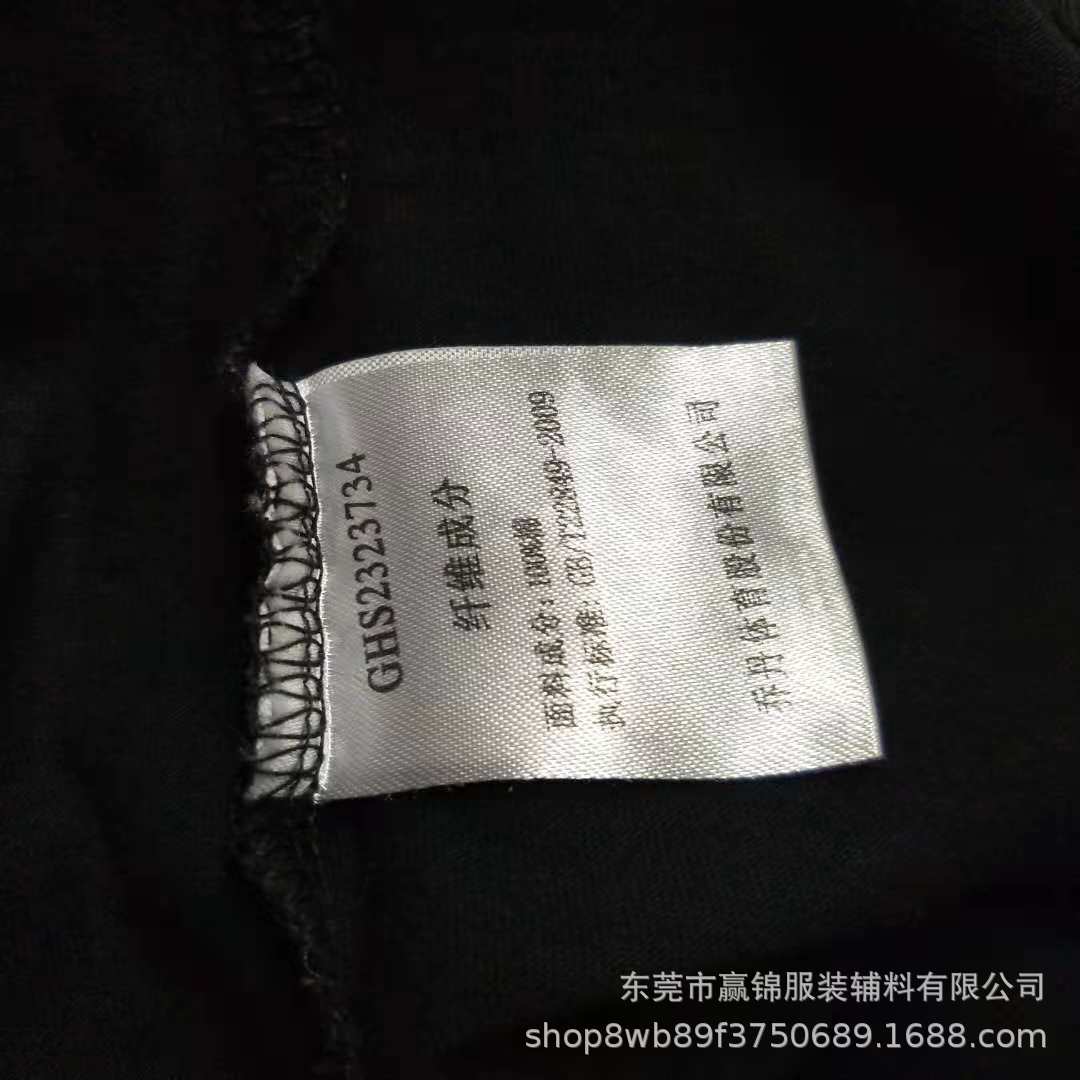 GHS2323734
纤维成分
面料成分:100%棉
执行标准:GB/T22849-2009
乔丹体育股份有限公司
东莞市赢锦服装辅料有限公司
shop8wb89f3750689.1688.com